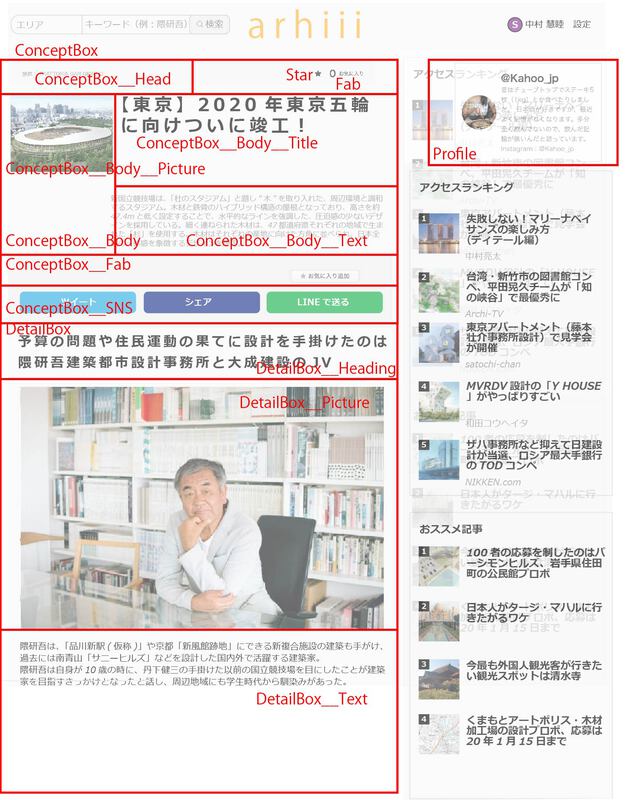 エリア
キーワード（例：隈研吾）
検索
arhiii
S 中村 慧睦 設定
ConceptBox
ConceptBox__Head
Star★ 0 お気に入り
Fab
【東京】2020年東京五輪
に向けついに竣工！
ConceptBox__Body__Title
ConceptBox__Body__Picture
ConceptBox__Body
ConceptBox__Body__Text
ConceptBox__Fab
★ お気に入り追加
ConceptBox__SNS
ツイート
シェア
LINEで送る
DetailBox
予算の問題や住民運動の果てに設計を手掛けたのは
隈研吾建築都市設計事務所と大成建設のJV
DetailBox__Heading
DetailBox__Picture
隈研吾は、「品川新駅(仮称)」や京都「新風館跡地」にできる新複合施設の建築も手がけ、
過去には南青山「サニーヒルズ」などを設計した国内外で活躍する建築家。
隈研吾は自身が10歳の時に、丹下健三の手掛けた以前の国立競技場を目にしたことが建築
家を目指すきっかけとなったと話し、周辺地域にも学生時代から馴染みがあった。
DetailBox__Text
@Kahoo_jp
Instagram : @Kahoo_jp
Profile
アクセスランキング
1
失敗しない！マリーナベイ
サンズの楽しみ方
（ディテール編）
中村亮太
2
台湾・新竹市の図書館コン
ペ、平田晃久チームが「知
の峡谷」で最優秀に
Archi-TV
3
東京アパートメント（藤本
壮介事務所設計）で見学会
が開催
satochi-chan
4
MVRDV設計の「Y HOUSE
」がやっぱりすごい
和田コウヘイタ
5
ザハ事務所など抑えて日建設
計が当選、ロシア最大手銀行
のTODコンペ
NIKKEN.com
おススメ記事
1
100者の応募を制したのはバ
ーシモンヒルズ、岩手県住田
町の公民館プロポ
2
日本人がタージ・マハルに行
きたがるワケ
3
今最も外国人観光客が行きた
い観光スポットは清水寺
4
くまもとアートポリス・木材
加工場の設計プロポ、応募は
20年1月15日まで